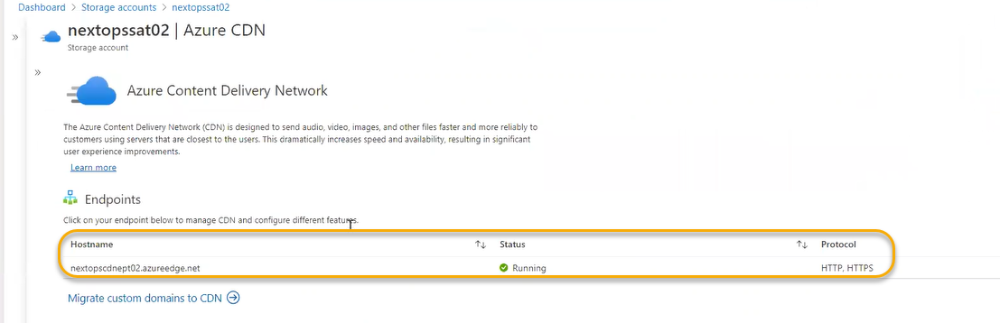 Dashboard > Storage accounts > nextopssat02
nextopssat02 | Azure CDN
Storage account
Azure Content Delivery Network
The Azure Content Delivery Network (CDN) is designed to send audio, video, images, and other files faster and more reliably to
customers using servers that are closest to the users. This dramatically increases speed and availability, resulting in significant
user experience improvements.
Learn more
Endpoints
Click on your endpoint below to manage CDN and configure different features.
Hostname Status Protocol
nextopscdnept02.azureedge.net Running HTTP, HTTPS
Migrate custom domains to CDN